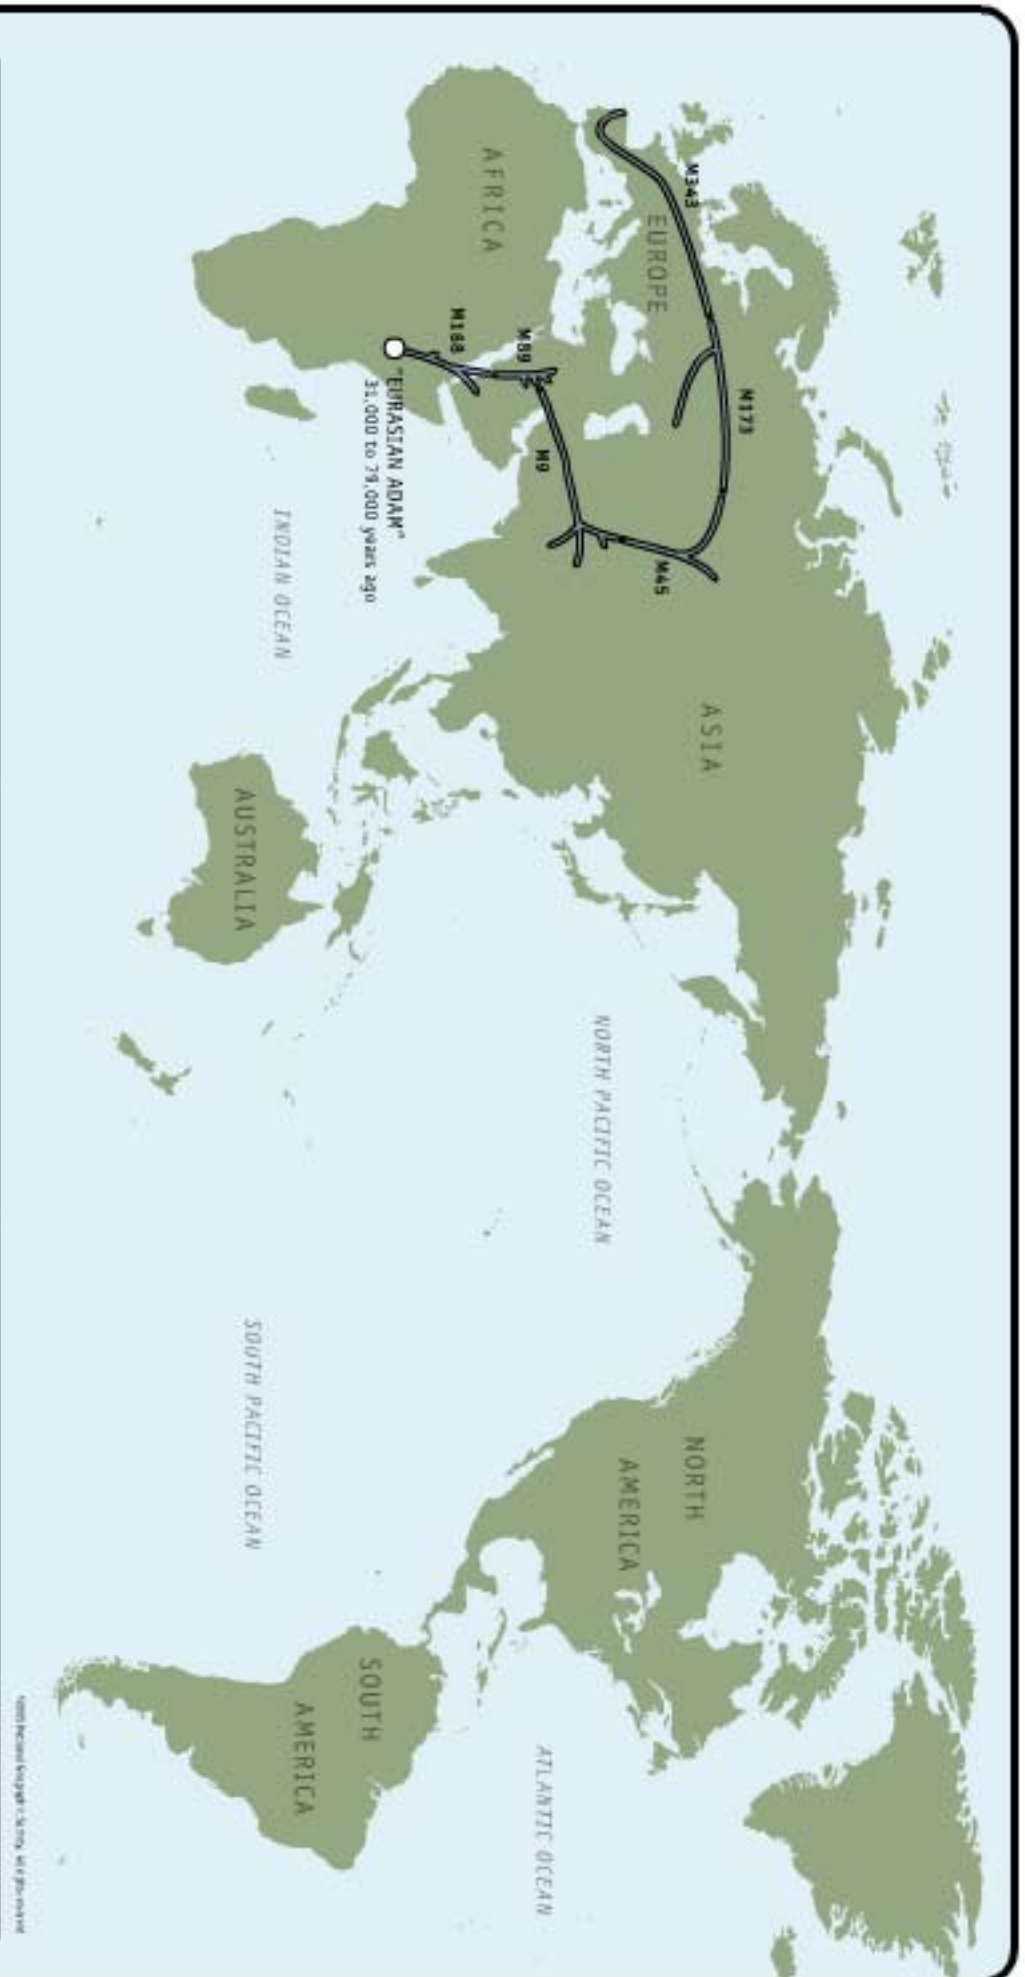 EUROPE
ASIA
NORTH
AMERICA
AFRICA
SOUTH
AMERICA
AUSTRALIA
M343
M173
M45
M9
M89
M168
"EURASIAN ADAM"
31,000 to 79,000 years ago
NORTH PACIFIC OCEAN
ATLANTIC OCEAN
INDIAN OCEAN
SOUTH PACIFIC OCEAN